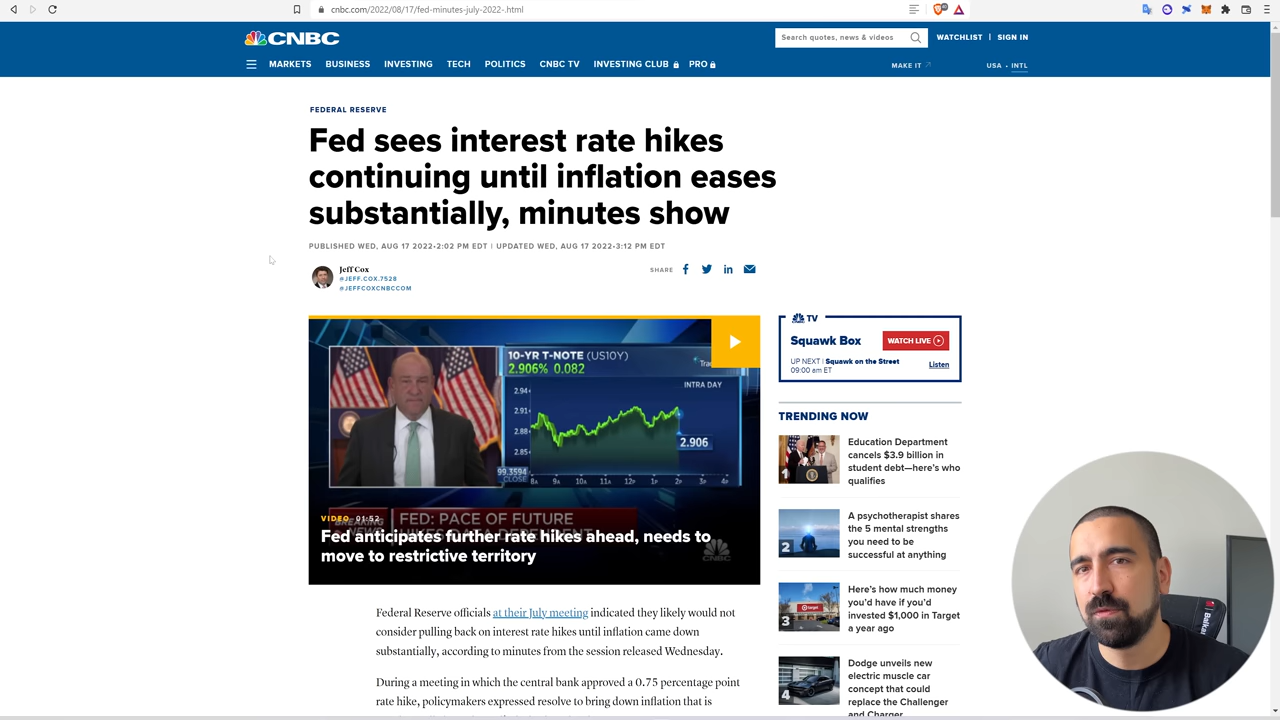 cnbc.com/2022/08/17/fed-minutes-july-2022-.html
CNBC
Search quotes, news & videos
WATCHLIST | SIGN IN
MARKETS BUSINESS INVESTING TECH POLITICS CNBC TV INVESTING CLUB PRO
MAKE IT
USA • INTL
FEDERAL RESERVE
Fed sees interest rate hikes
continuing until inflation eases
substantially, minutes show
PUBLISHED WED, AUG 17 2022•2:02 PM EDT | UPDATED WED, AUG 17 2022•3:12 PM EDT
Jeff Cox
@JEFF.COX.7528
@JEFFCOXCNBCCOM
SHARE
10-YR T-NOTE (US10Y)
2.906% 0.082
INTRA DAY
2.94
2.91
2.88
2.85
2.906
99.3594
CLOSE
8A 9A 10A 11A 12P 1P 2P 3P 4P
VIDEO 01:52
BREAKING
FED: PACE OF FUTURE
Fed anticipates further rate hikes ahead, needs to
move to restrictive territory
TV
Squawk Box
WATCH LIVE
UP NEXT | Squawk on the Street
09:00 am ET
Listen
TRENDING NOW
1
Education Department
cancels $3.9 billion in
student debt—here's who
qualifies
2
A psychotherapist shares
the 5 mental strengths
you need to be
successful at anything
3
Here's how much money
you'd have if you'd
invested $1,000 in Target
a year ago
4
Dodge unveils new
electric muscle car
concept that could
replace the Challenger
and Charger
Federal Reserve officials at their July meeting indicated they likely would not
consider pulling back on interest rate hikes until inflation came down
substantially, according to minutes from the session released Wednesday.
During a meeting in which the central bank approved a 0.75 percentage point
rate hike, policymakers expressed resolve to bring down inflation that is